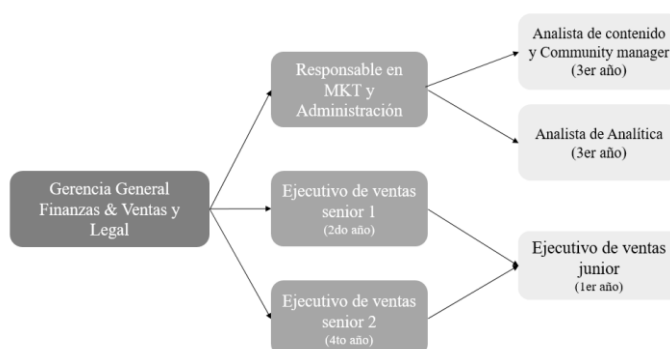 Gerencia General
Finanzas & Ventas y
Legal
Responsable en
MKT y
Administración
Ejecutivo de ventas
senior 1
(2do año)
Ejecutivo de ventas
senior 2
(4to año)
Analista de contenido
y Community manager
(3er año)
Analista de Analítica
(3er año)
Ejecutivo de ventas
junior
(1er año)